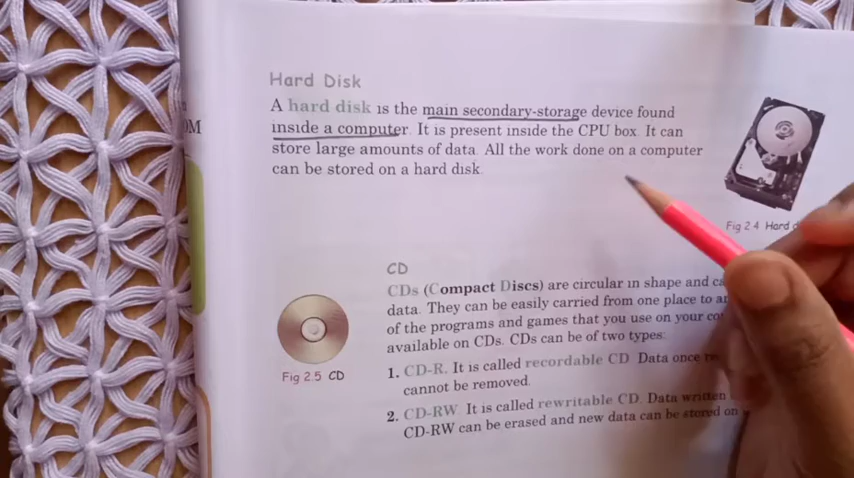 Hard Disk
A hard disk is the main secondary-storage device found
inside a computer. It is present inside the CPU box. It can
store large amounts of data. All the work done on a computer
can be stored on a hard disk.
OM
Fig 2.4 Hard
CD
CDs (Compact Discs) are circular in shape and
data. They can be easily carried from one place to
of the programs and games that you use on your
available on CDs. CDs can be of two types:
1. CD-R. It is called recordable CD Data once
cannot be removed.
2. CD-RW It is called rewritable CD. Data written
CD-RW can be erased and new data can be stored on
Fig 2.5 CD